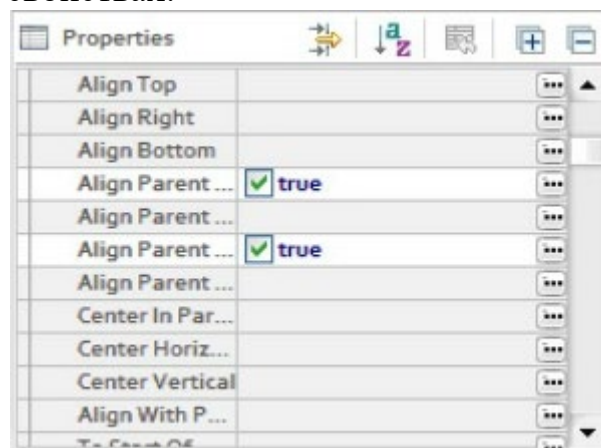 Properties
Align Top
Align Right
Align Bottom
Align Parent ... true
Align Parent ...
Align Parent ... true
Align Parent ...
Center In Par...
Center Horiz...
Center Vertical
Align With P...